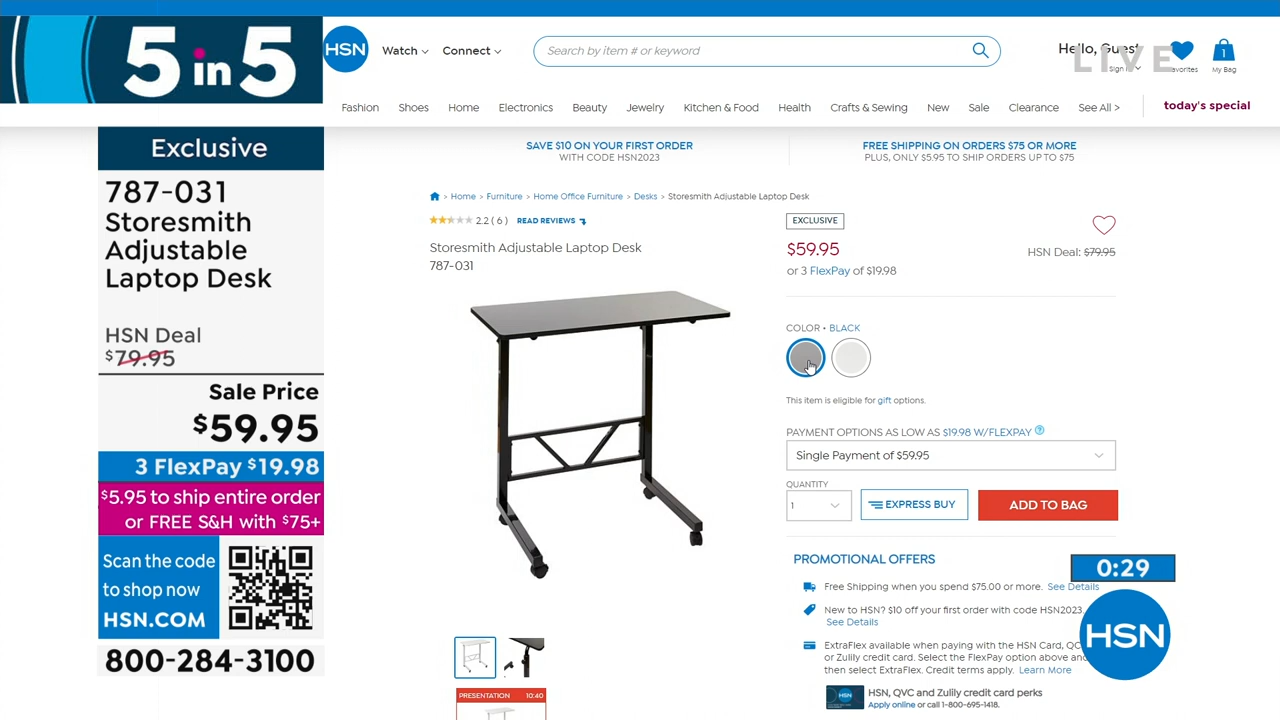 5 in 5
HSN
Watch
Connect
Search by item # or keyword
Hello, Guest
Sign In
LIVE
Favorites
1
My Bag
Fashion
Shoes
Home
Electronics
Beauty
Jewelry
Kitchen & Food
Health
Crafts & Sewing
New
Sale
Clearance
See All >
today's special
Exclusive
787-031
Storesmith
Adjustable
Laptop Desk
HSN Deal
$79.95
Sale Price
$59.95
3 FlexPay $19.98
$5.95 to ship entire order
or FREE S&H with $75+
Scan the code
to shop now
HSN.COM
800-284-3100
SAVE $10 ON YOUR FIRST ORDER
WITH CODE HSN2023
FREE SHIPPING ON ORDERS $75 OR MORE
PLUS, ONLY $5.95 TO SHIP ORDERS UP TO $75
> Home > Furniture > Home Office Furniture > Desks > Storesmith Adjustable Laptop Desk
2.2 ( 6 ) READ REVIEWS
Storesmith Adjustable Laptop Desk
787-031
EXCLUSIVE
$59.95
HSN Deal: $79.95
or 3 FlexPay of $19.98
COLOR • BLACK
This item is eligible for gift options.
PAYMENT OPTIONS AS LOW AS $19.98 W/FLEXPAY ?
Single Payment of $59.95
QUANTITY
1
EXPRESS BUY
ADD TO BAG
PROMOTIONAL OFFERS
0:29
Free Shipping when you spend $75.00 or more. See Details
New to HSN? $10 off your first order with code HSN2023.
See Details
ExtraFlex available when paying with the HSN Card, QC
or Zulily credit card. Select the FlexPay option above and
then select ExtraFlex. Credit terms apply. Learn More
HSN
HSN, QVC and Zulily credit card perks
Apply online or call 1-800-695-1418.
PRESENTATION 10:40